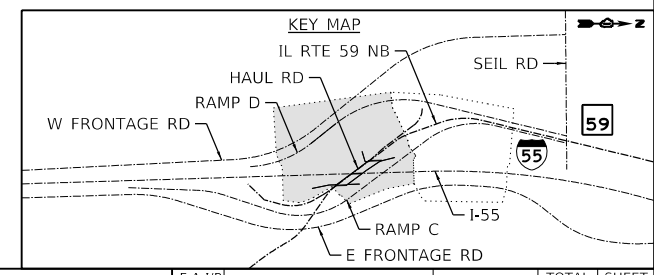 KEY MAP
Z
IL RTE 59 NB
SEIL RD
HAUL RD
RAMP D
W FRONTAGE RD
59
55
I-55
RAMP C
E FRONTAGE RD
TOTAL SHEET